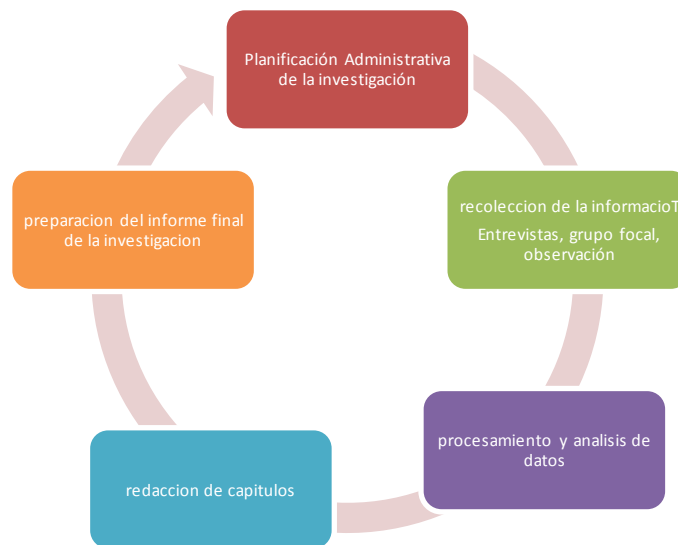 Planificación Administrativa
de la investigación
recoleccion de la informacioT
Entrevistas, grupo focal,
observación
procesamiento y analisis de
datos
redaccion de capitulos
preparacion del informe final
de la investigacion